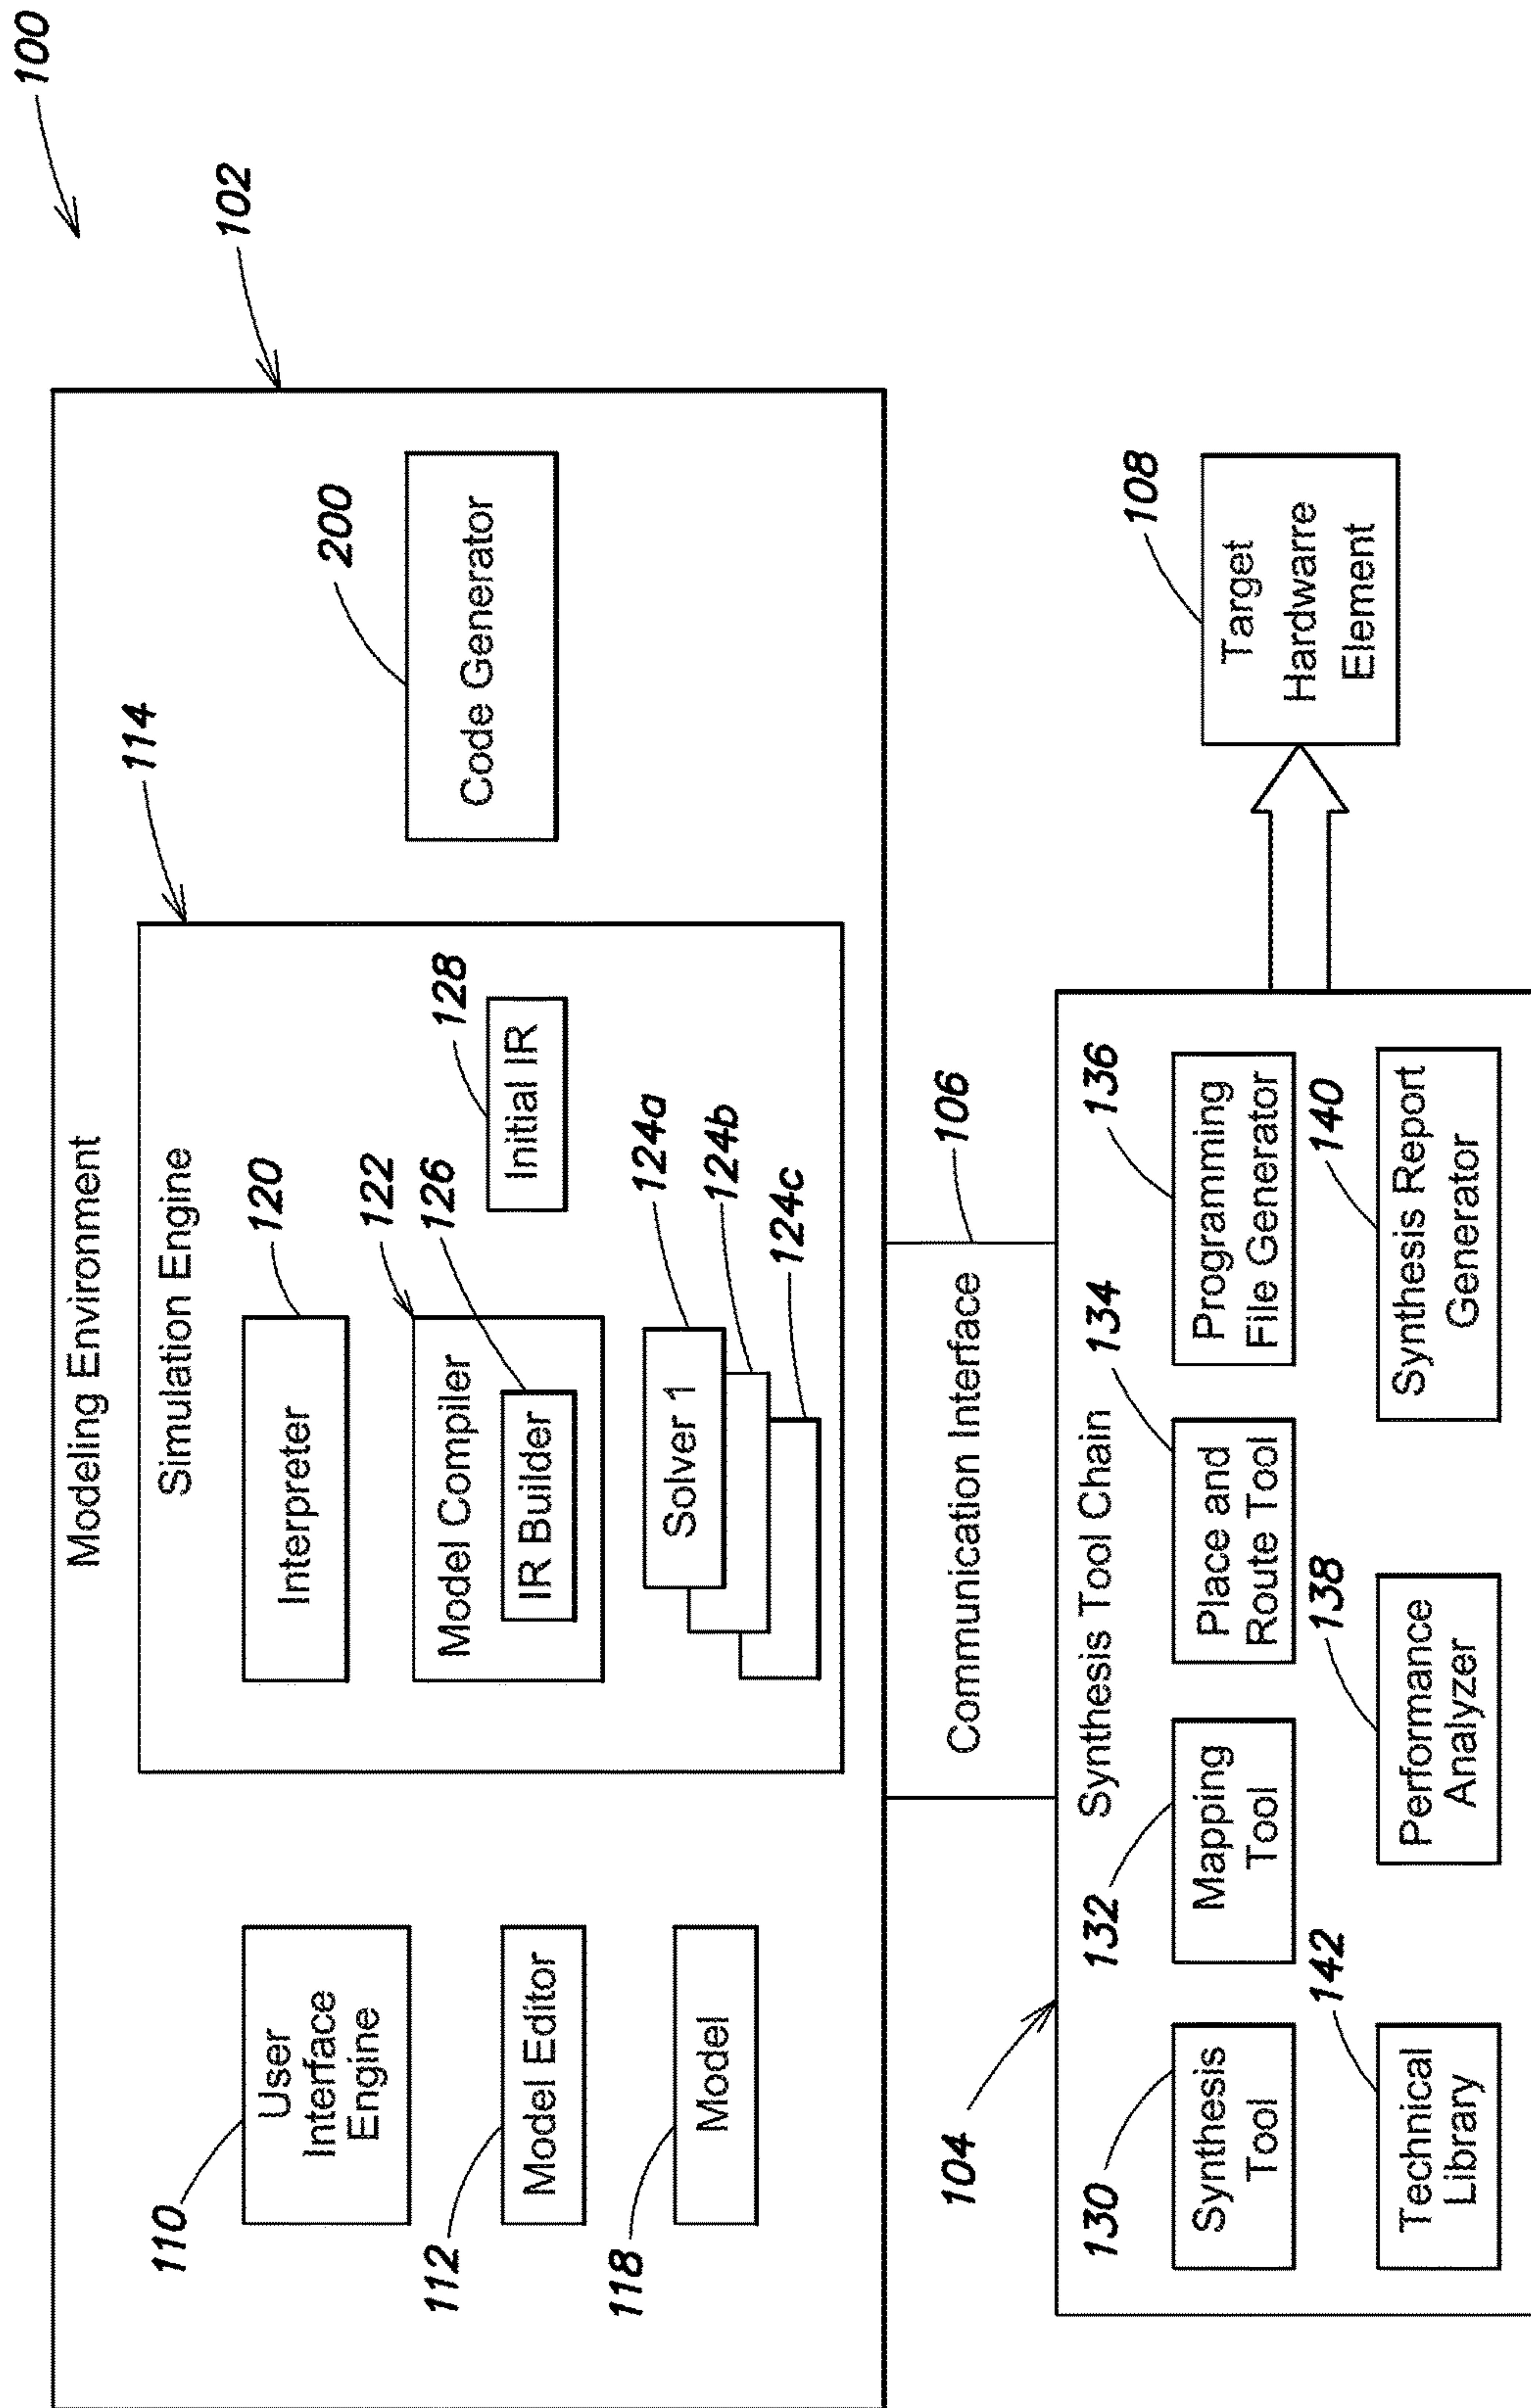 100
102
Modeling Environment
114
Simulation Engine
110
User
Interface
Engine
112
Model Editor
118
Model
120
Interpreter
122
Model Compiler
126
IR Builder
128
Initial IR
124a
Solver 1
124b
124c
200
Code Generator
Communication Interface
106
104
Synthesis Tool Chain
130
Synthesis
Tool
132
Mapping
Tool
134
Place and
Route Tool
136
Programming
File Generator
142
Technical
Library
138
Performance
Analyzer
140
Synthesis Report
Generator
108
Target
Hardwarre
Element